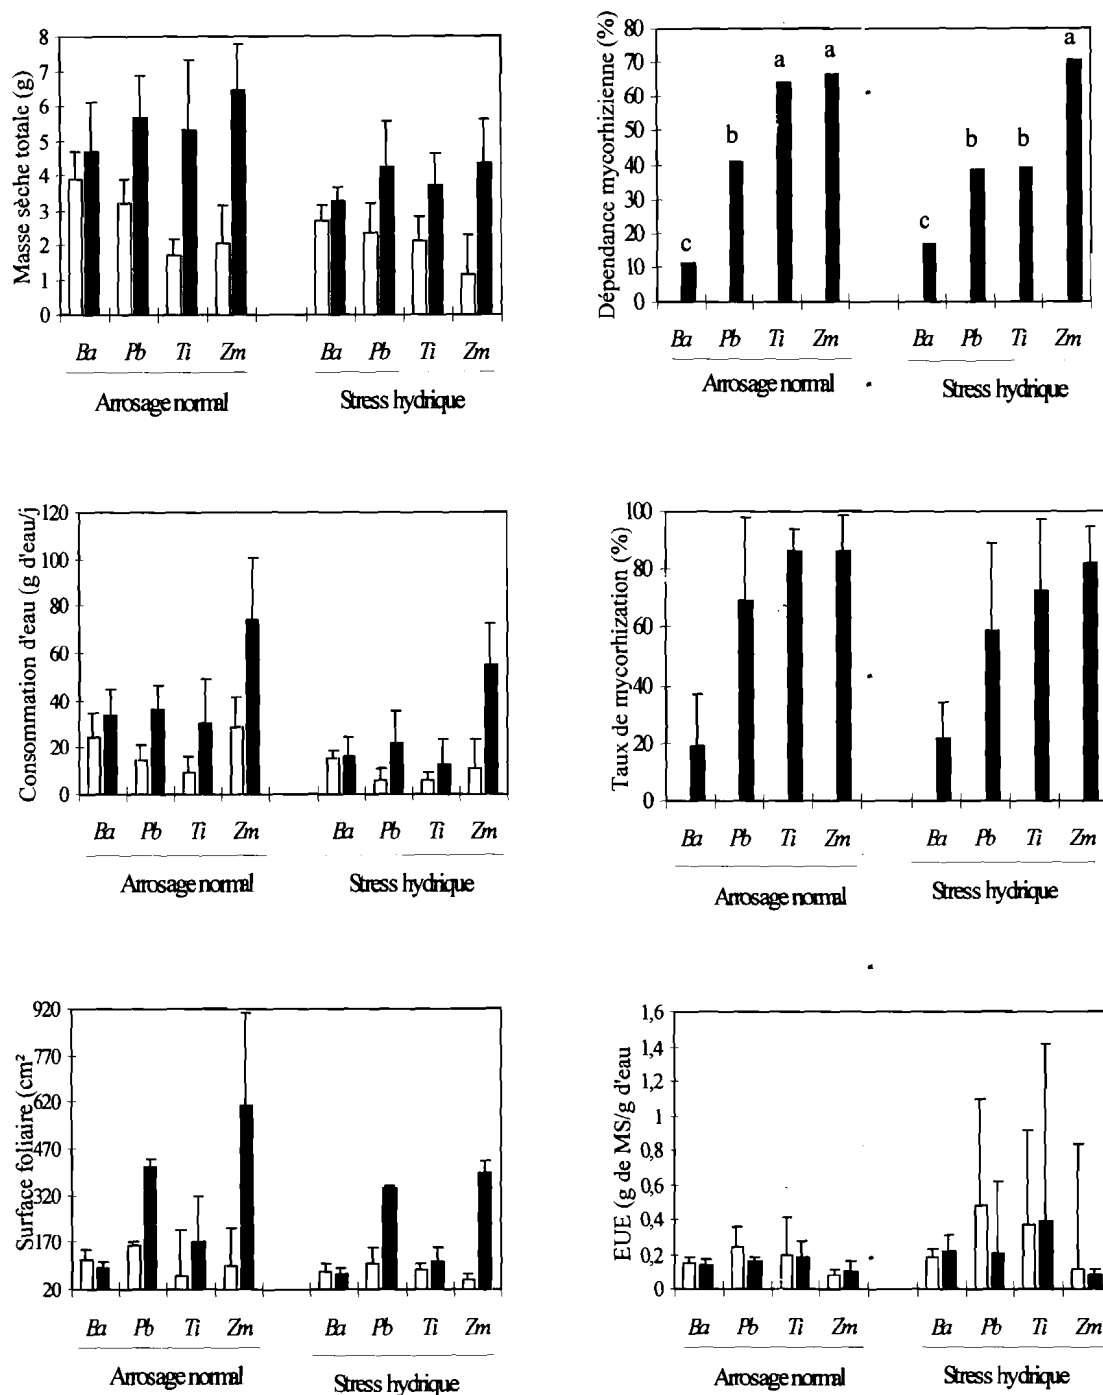 Masse sèche totale (g)
8
7
6
5
4
3
2
1
0
Ba Pb Ti Zm Ba Pb Ti Zm
Arrosage normal Stress hydrique
Dépendance mycorhizienne (%)
80
70
60
50
40
30
20
10
0
c b a a c b b a
Ba Pb Ti Zm Ba Pb Ti Zm
Arrosage normal Stress hydrique
Consommation d'eau (g d'eau/j
120
100
80
60
40
20
0
Ba Pb Ti Zm Ba Pb Ti Zm
Arrosage normal Stress hydrique
Taux de mycorhization (%)
100
80
60
40
20
0
Ba Pb Ti Zm Ba Pb Ti Zm
Arrosage normal Stress hydrique
Surface foliaire (cm²
920
770
620
470
320
170
20
Ba Pb Ti Zm Ba Pb Ti Zm
Arrosage normal Stress hydrique
EUE (g de MS/g d'eau
1,6
1,4
1,2
1
0,8
0,6
0,4
0,2
0
Ba Pb Ti Zm Ba Pb Ti Zm
Arrosage normal Stress hydrique